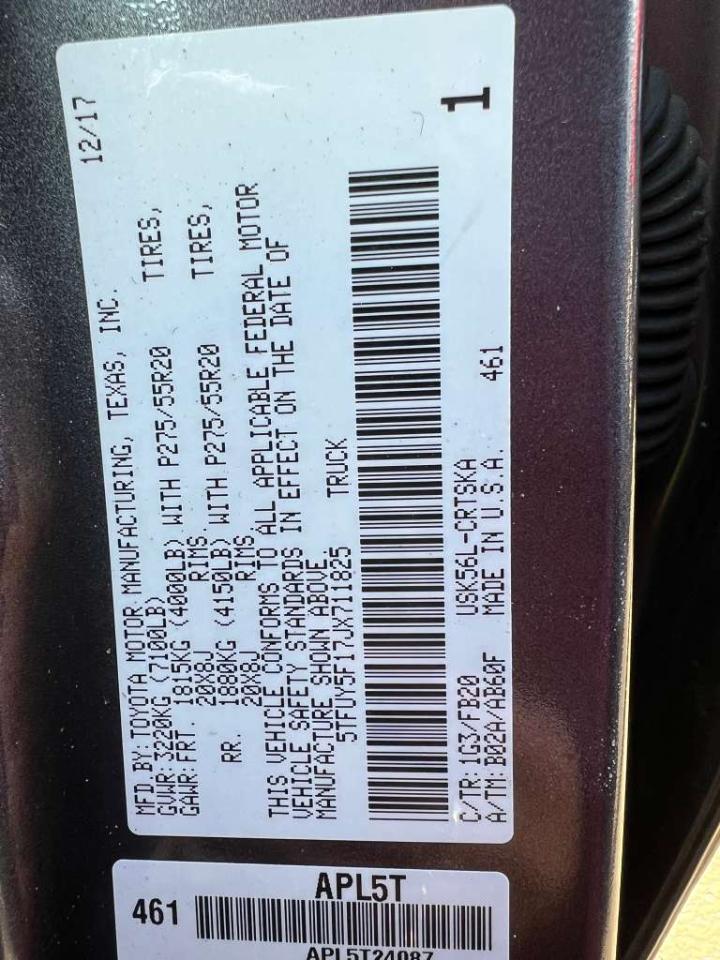 MFD. BY: TOYOTA MOTOR MANUFACTURING, TEXAS, INC. 12/17
GVWR: 3220KG (7100LB)
GAWR: FRT. 1815KG (4000LB) WITH P275/55R20 TIRES,
20X8J RIMS
RR. 1880KG (4150LB) WITH P275/55R20 TIRES,
20X8J RIMS
THIS VEHICLE CONFORMS TO ALL APPLICABLE FEDERAL MOTOR
VEHICLE SAFETY STANDARDS IN EFFECT ON THE DATE OF
MANUFACTURE SHOWN ABOVE.
5TFUY5F17JX711825 TRUCK
1
C/TR: 1G3/FB20 USK56L-CRTSKA 461
A/TM: B02A/AB60F MADE IN U.S.A.
APL5T
461
APL5T24087